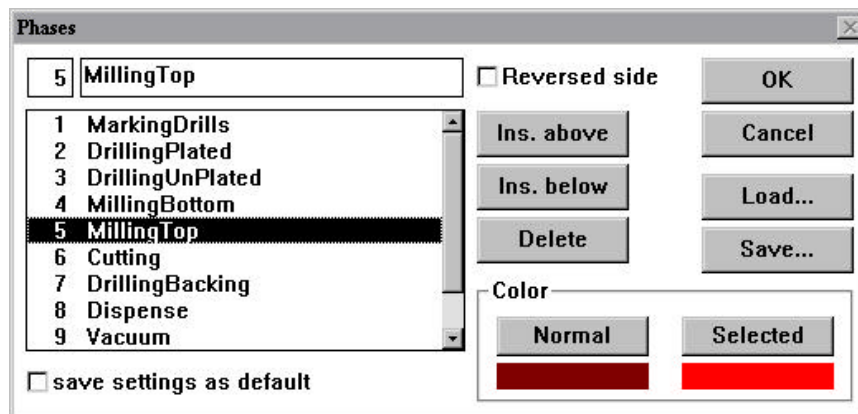 Phases
5 MillingTop
Reversed side
OK
1 MarkingDrills
2 DrillingPlated
3 DrillingUnPlated
4 MillingBottom
5 MillingTop
6 Cutting
7 DrillingBacking
8 Dispense
9 Vacuum
Ins. above
Cancel
Ins. below
Load...
Delete
Save...
Color
Normal
Selected
save settings as default